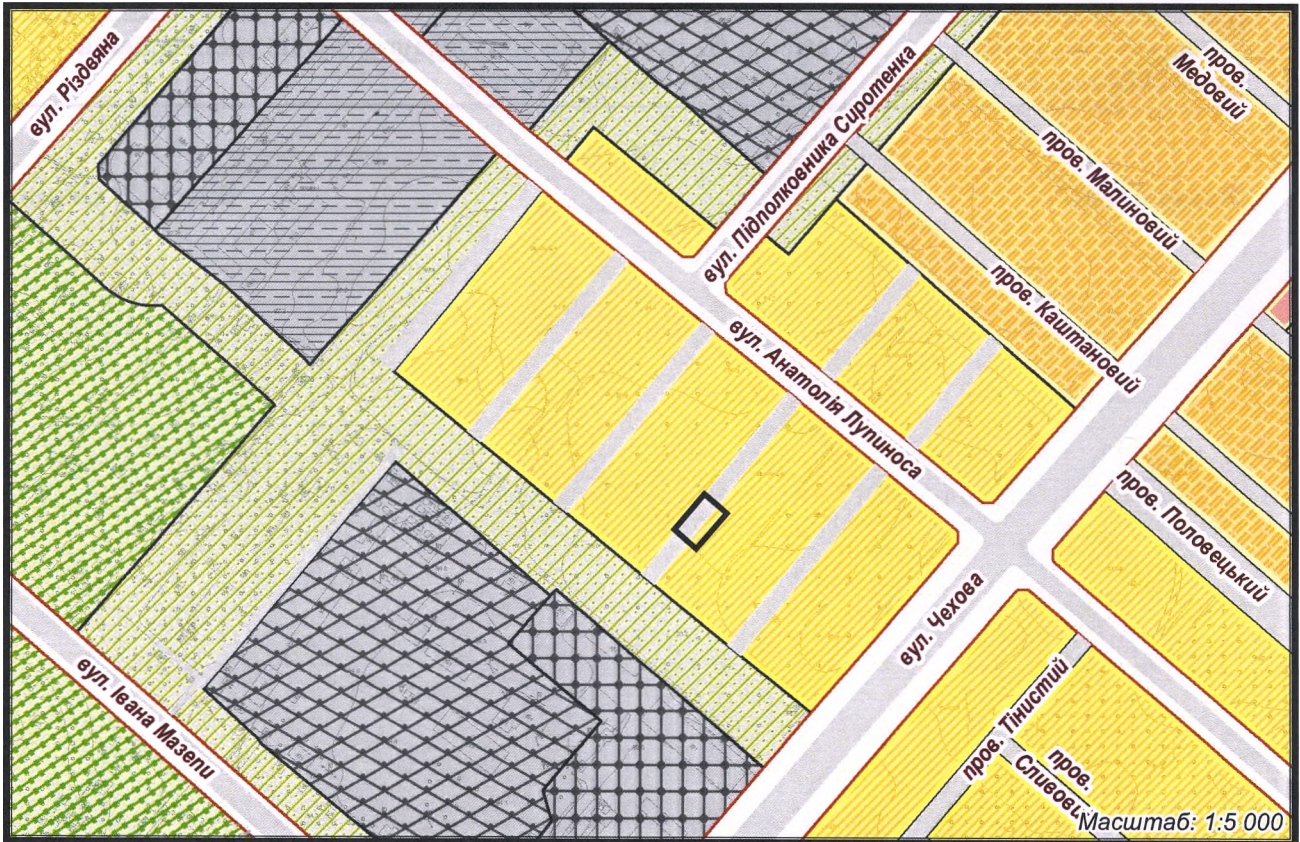 вул. Різдвяна
вул. Підполковника Сиротенка
пров.
Медовий
пров. Малиновий
пров. Каштановий
вул. Анатолія Лупиноса
пров. Половецький
вул. Чехова
вул. Івана Мазепи
пров. Тінистий
пров.
Сливовий
Масштаб: 1:5 000